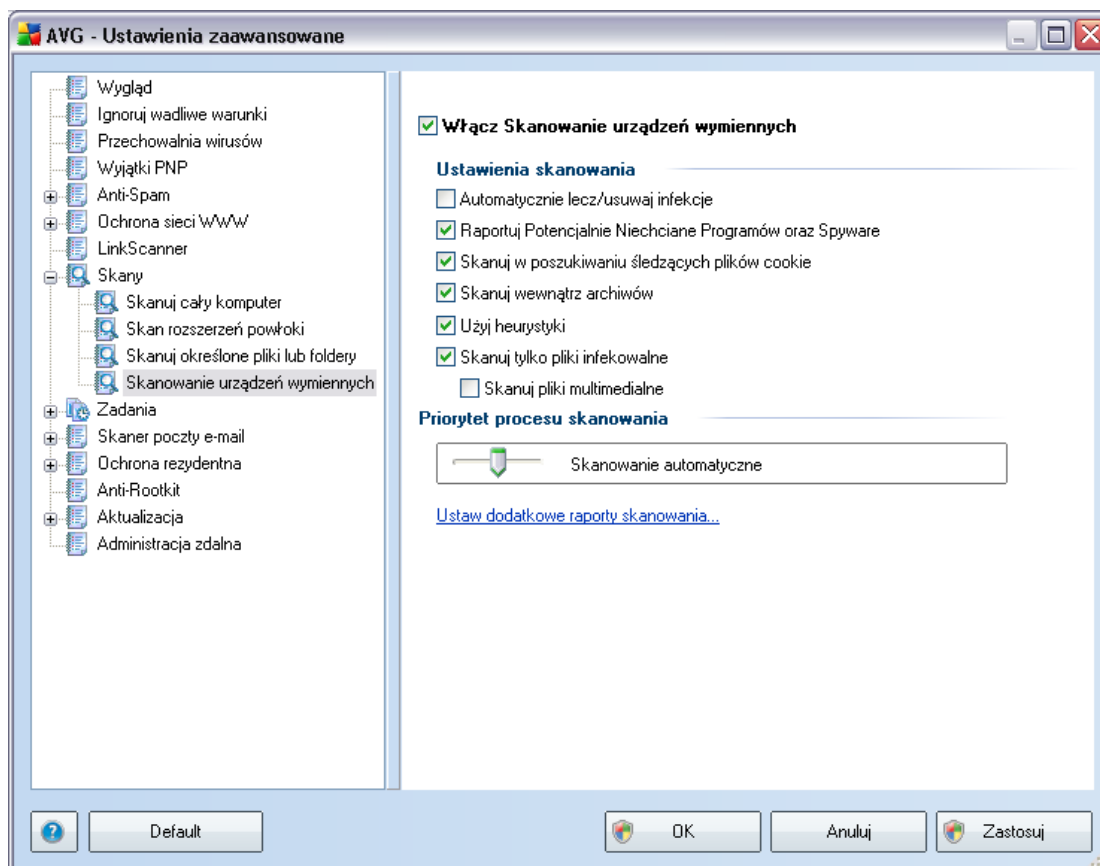 AVG - Ustawienia zaawansowane
Wygląd
Ignoruj wadliwe warunki
Przechowalnia wirusów
Wyjątki PNP
Anti-Spam
Ochrona sieci WWW
LinkScanner
Skany
Skanuj cały komputer
Skan rozszerzeń powłoki
Skanuj określone pliki lub foldery
Skanowanie urządzeń wymiennych
Zadania
Skaner poczty e-mail
Ochrona rezydentna
Anti-Rootkit
Aktualizacja
Administracja zdalna
Włącz Skanowanie urządzeń wymiennych
Ustawienia skanowania
Automatycznie lecz/usuwaj infekcje
Raportuj Potencjalnie Niechciane Programów oraz Spyware
Skanuj w poszukiwaniu śledzących plików cookie
Skanuj wewnątrz archiwów
Użyj heurystyki
Skanuj tylko pliki infekowalne
Skanuj pliki multimedialne
Priorytet procesu skanowania
Skanowanie automatyczne
Ustaw dodatkowe raporty skanowania...
Default
OK
Anuluj
Zastosuj